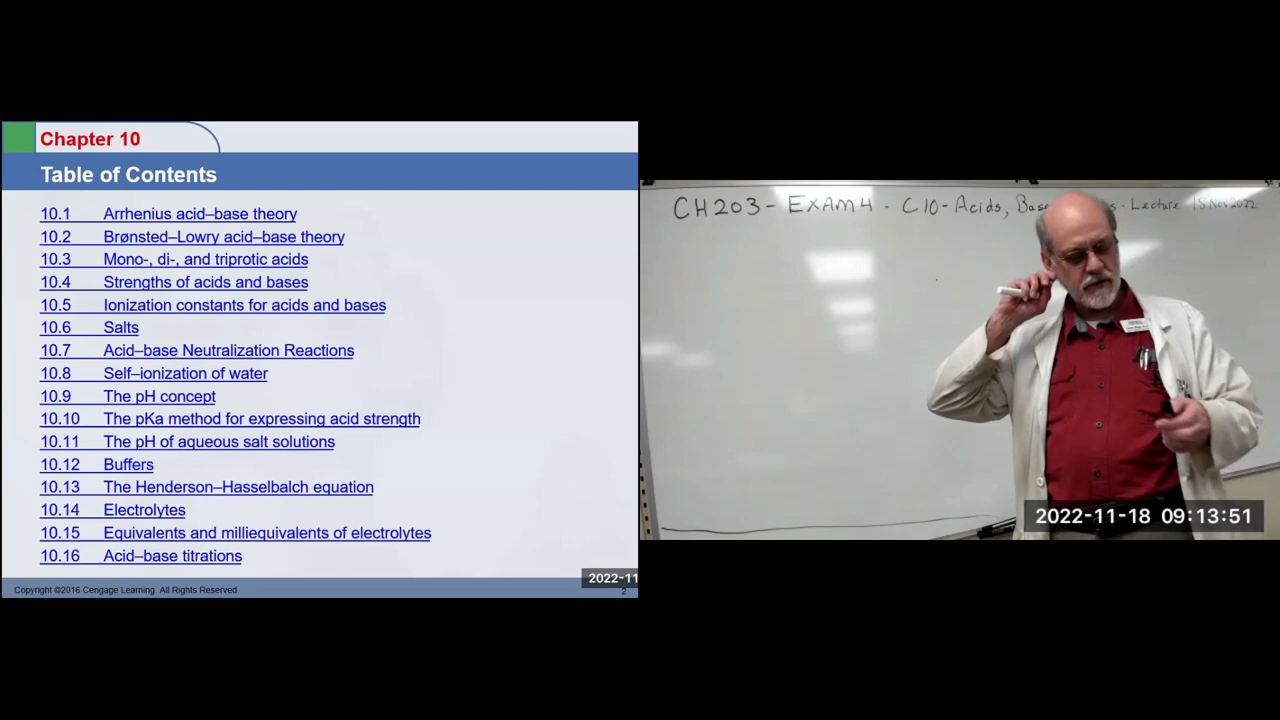 Chapter 10
Table of Contents
10.1 Arrhenius acid–base theory
10.2 Brønsted–Lowry acid–base theory
10.3 Mono-, di-, and triprotic acids
10.4 Strengths of acids and bases
10.5 Ionization constants for acids and bases
10.6 Salts
10.7 Acid–base Neutralization Reactions
10.8 Self–ionization of water
10.9 The pH concept
10.10 The pKa method for expressing acid strength
10.11 The pH of aqueous salt solutions
10.12 Buffers
10.13 The Henderson–Hasselbalch equation
10.14 Electrolytes
10.15 Equivalents and milliequivalents of electrolytes
10.16 Acid–base titrations
Copyright ©2016 Cengage Learning. All Rights Reserved.
2022-11
2
CH203 - EXAM 4 - C10 - Acids, Base Lecture 18 Nov 2022
2022-11-18 09:13:51